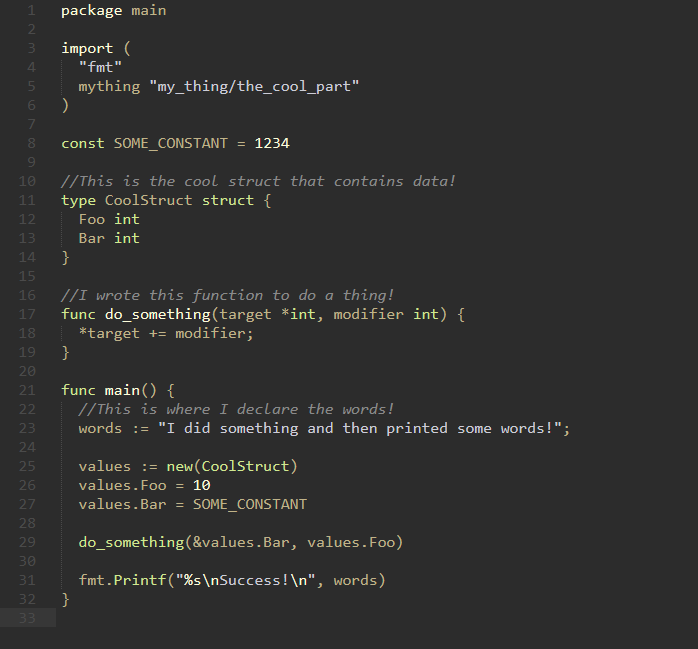 1 package main
2
3 import (
4   "fmt"
5   mything "my_thing/the_cool_part"
6 )
7
8 const SOME_CONSTANT = 1234
9
10 //This is the cool struct that contains data!
11 type CoolStruct struct {
12   Foo int
13   Bar int
14 }
15
16 //I wrote this function to do a thing!
17 func do_something(target *int, modifier int) {
18   *target += modifier;
19 }
20
21 func main() {
22   //This is where I declare the words!
23   words := "I did something and then printed some words!";
24
25   values := new(CoolStruct)
26   values.Foo = 10
27   values.Bar = SOME_CONSTANT
28
29   do_something(&values.Bar, values.Foo)
30
31   fmt.Printf("%s\nSuccess!\n", words)
32 }
33